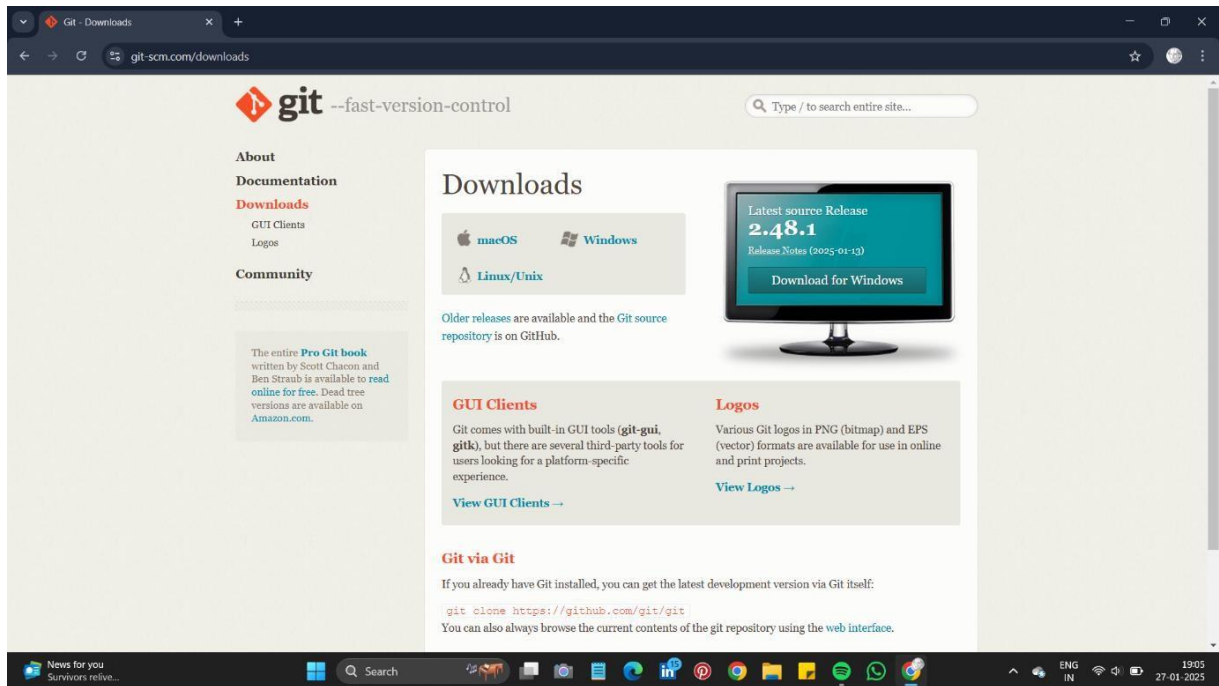 Git - Downloads
git-scm.com/downloads
git --fast-version-control
Type / to search entire site...
About
Documentation
Downloads
GUI Clients
Logos
Community
The entire Pro Git book
written by Scott Chacon and
Ben Straub is available to read
online for free. Dead tree
versions are available on
Amazon.com.
Downloads
macOS
Windows
Linux/Unix
Older releases are available and the Git source
repository is on GitHub.
Latest source Release
2.48.1
Release Notes (2025-01-13)
Download for Windows
GUI Clients
Git comes with built-in GUI tools (git-gui,
gitk), but there are several third-party tools for
users looking for a platform-specific
experience.
View GUI Clients →
Logos
Various Git logos in PNG (bitmap) and EPS
(vector) formats are available for use in online
and print projects.
View Logos →
Git via Git
If you already have Git installed, you can get the latest development version via Git itself:
git clone https://github.com/git/git
You can also always browse the current contents of the git repository using the web interface.
News for you
Survivors relive...
Search
15
ENG
IN
19:05
27-01-2025